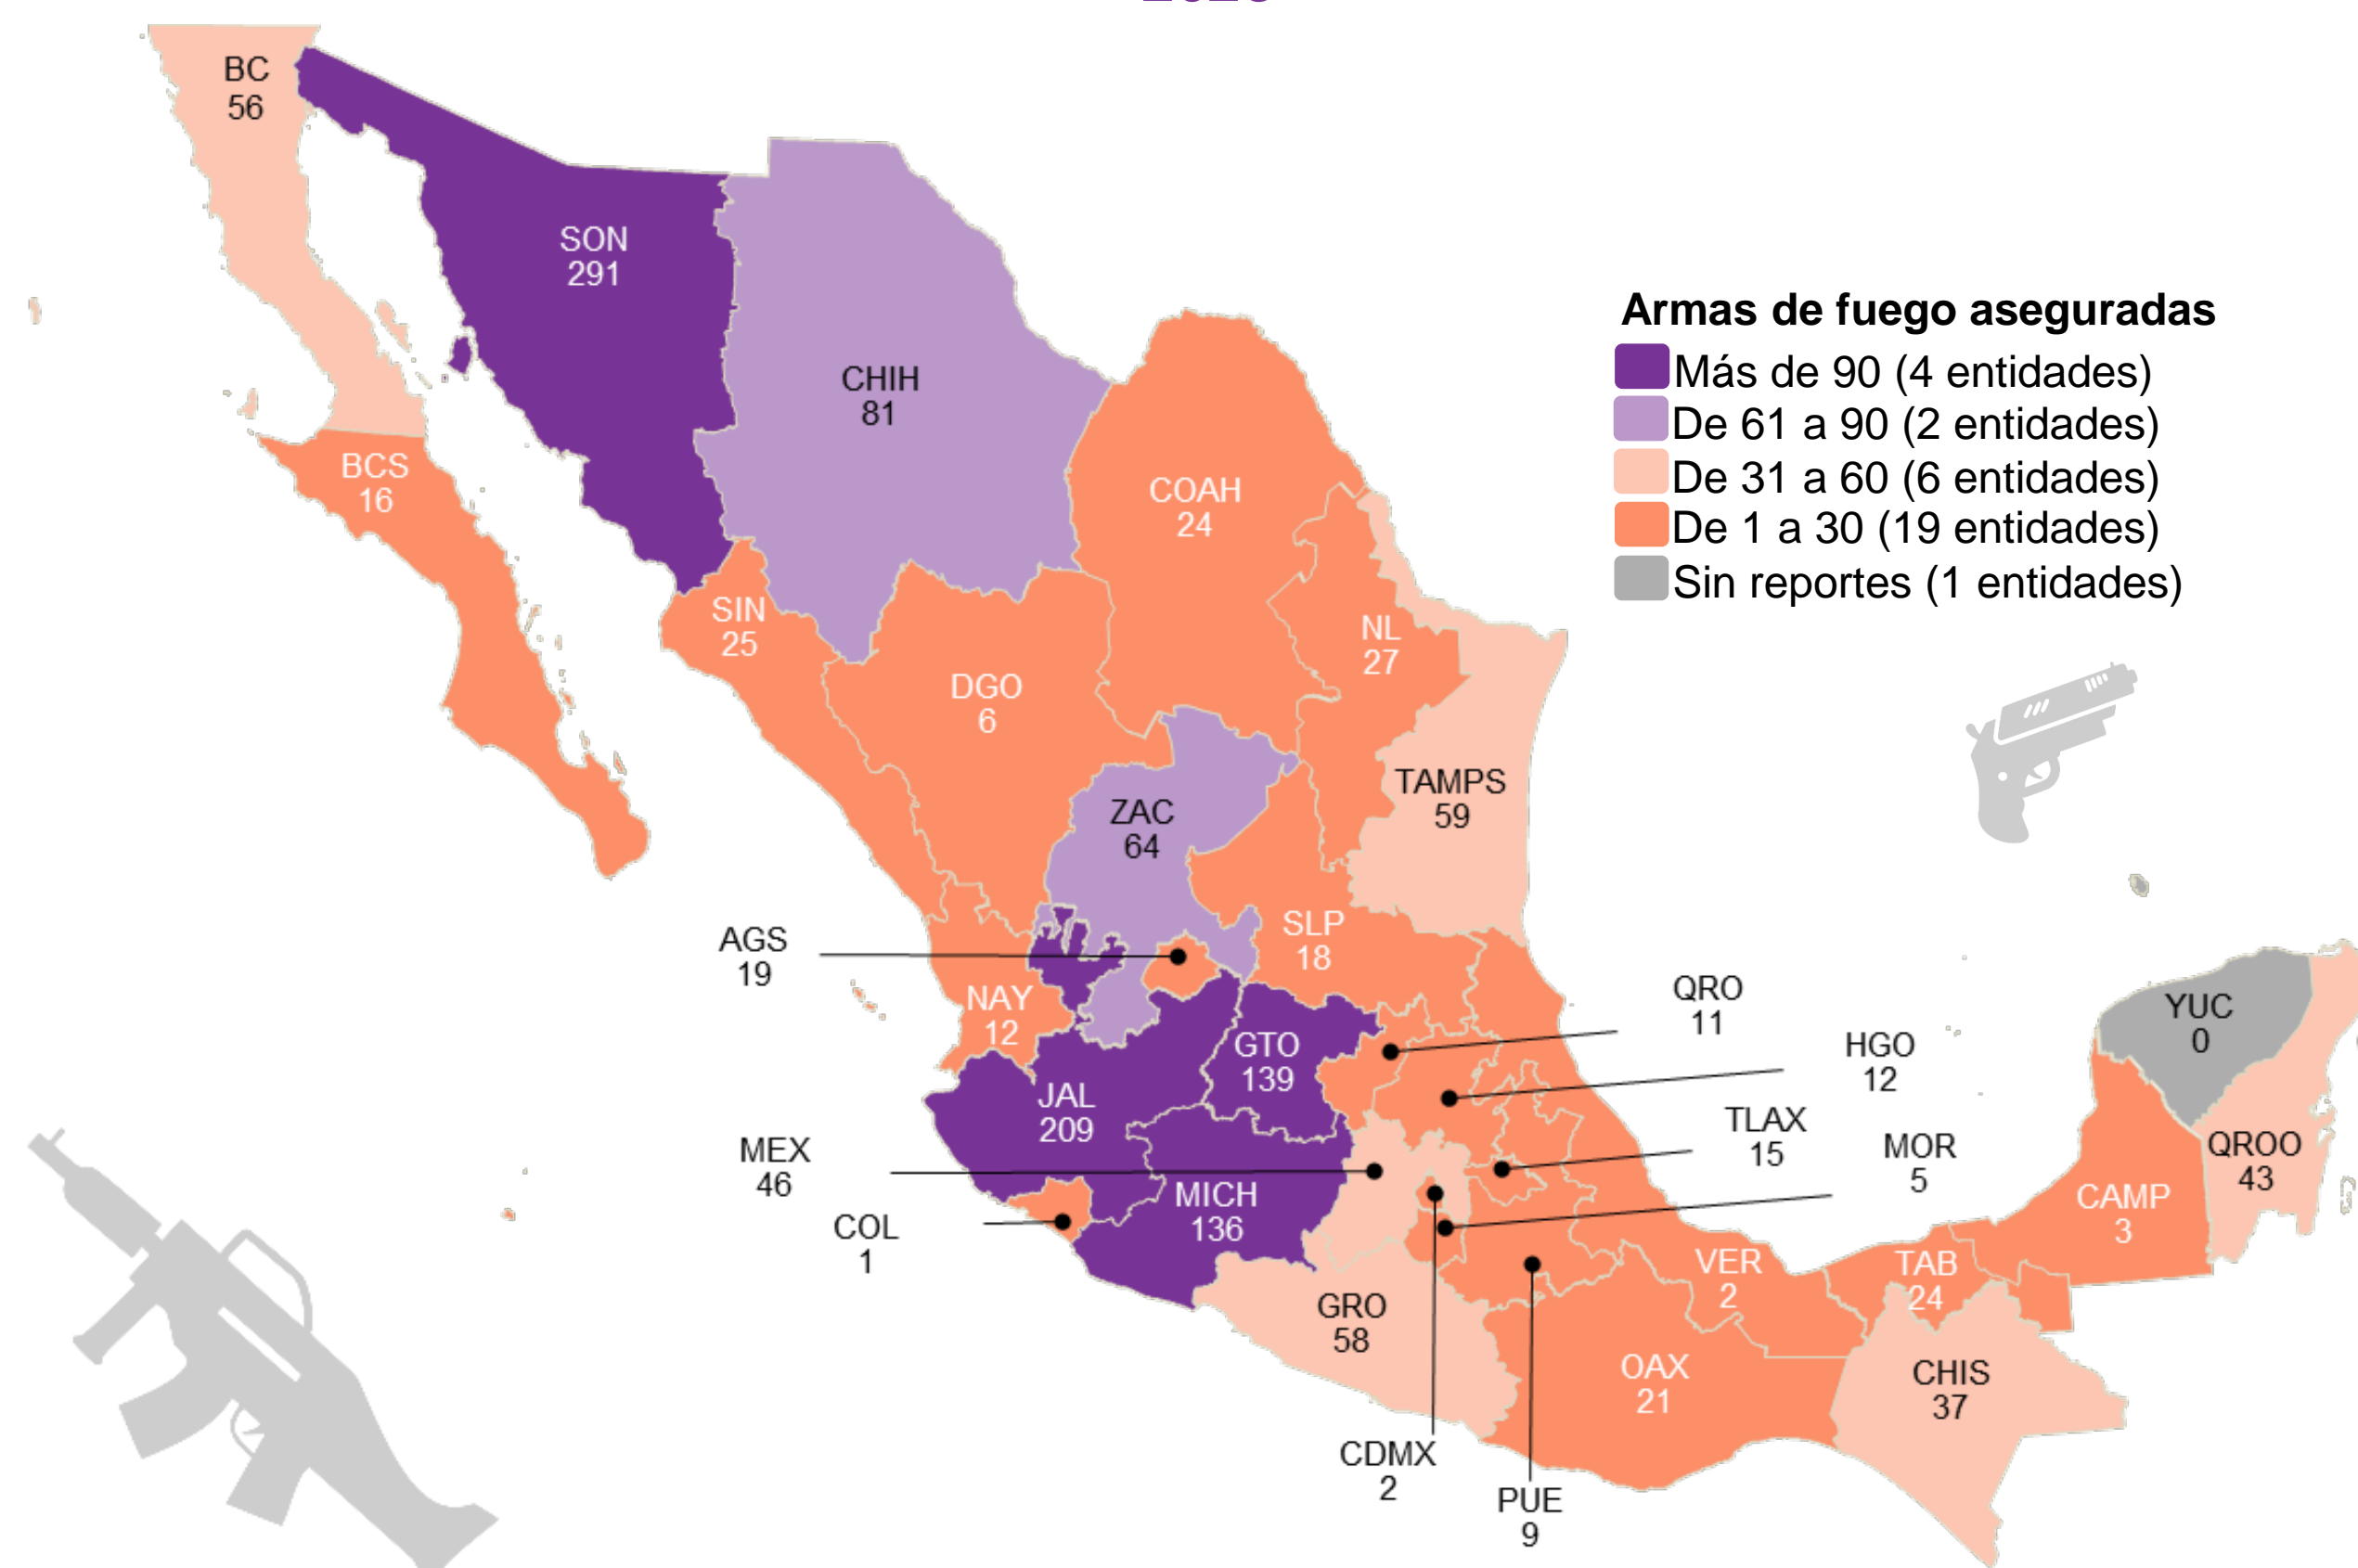 BC
56
SON
291
CHIH
81
BCS
16
COAH
24
SIN
25
NL
27
DGO
6
TAMPS
59
ZAC
64
SLP
18
AGS
19
NAY
12
GTO
139
QRO
11
HGO
12
JAL
209
TLAX
15
MEX
46
MOR
5
MICH
136
COL
1
GRO
58
CDMX
2
PUE
9
OAX
21
VER
2
TAB
24
CHIS
37
CAMP
3
YUC
0
QROO
43
Armas de fuego aseguradas
Más de 90 (4 entidades)
De 61 a 90 (2 entidades)
De 31 a 60 (6 entidades)
De 1 a 30 (19 entidades)
Sin reportes (1 entidades)